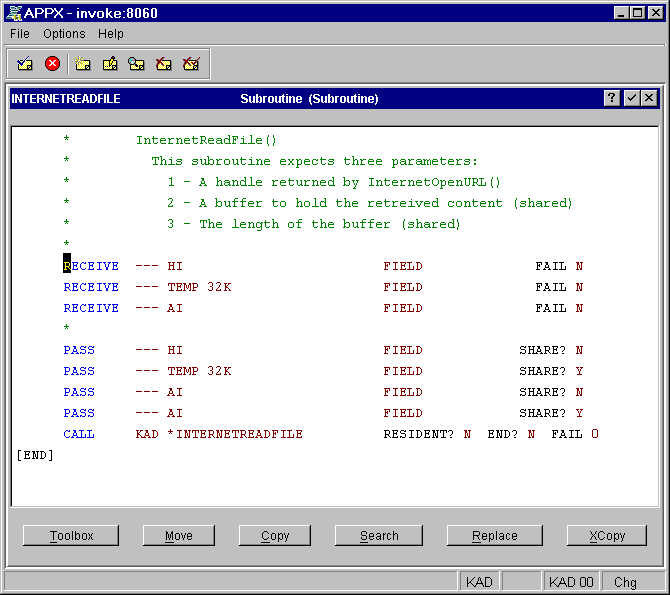 APPX - invoke:8060
File Options Help
INTERNETREADFILE Subroutine (Subroutine)
* InternetReadFile()
* This subroutine expects three parameters:
* 1 - A handle returned by InternetOpenURL()
* 2 - A buffer to hold the retreived content (shared)
* 3 - The length of the buffer (shared)
*
RECEIVE --- HI FIELD FAIL N
RECEIVE --- TEMP 32K FIELD FAIL N
RECEIVE --- AI FIELD FAIL N
*
PASS --- HI FIELD SHARE? N
PASS --- TEMP 32K FIELD SHARE? Y
PASS --- AI FIELD SHARE? N
PASS --- AI FIELD SHARE? Y
CALL KAD *INTERNETREADFILE RESIDENT? N END? N FAIL 0
[END]
Toolbox Move Copy Search Replace XCopy
KAD KAD 00 Chg